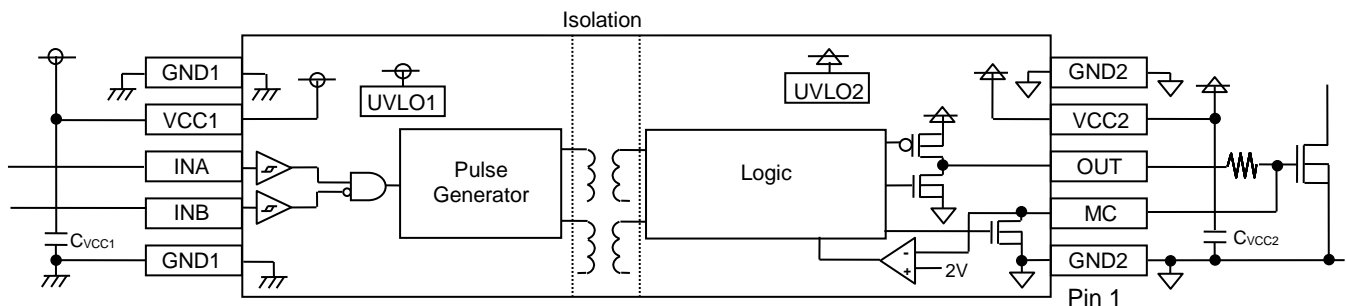 Isolation
GND1
VCC1
INA
INB
GND1
CVCC1
UVLO1
Pulse
Generator
UVLO2
Logic
-
+
2V
GND2
VCC2
OUT
MC
GND2
CVCC2
Pin 1